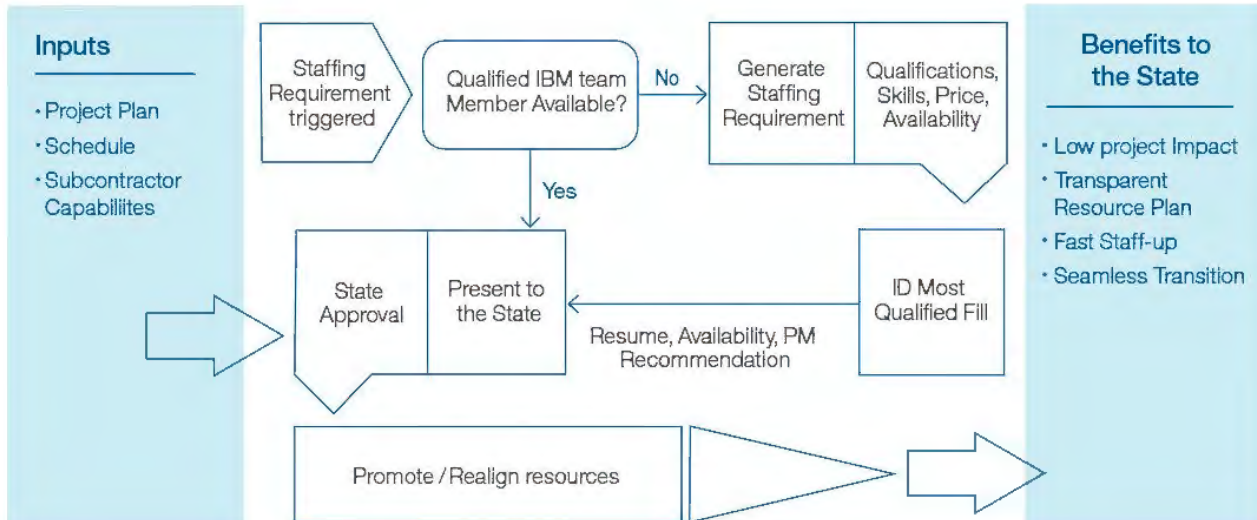 Inputs
• Project Plan
• Schedule
• Subcontractor
Capabiliites
Staffing
Requirement
triggered
Qualified IBM team
Member Available?
No
Yes
Generate
Staffing
Requirement
Qualifications,
Skills, Price,
Availability
State
Approval
Present to
the State
Resume, Availability, PM
Recommendation
ID Most
Qualified Fill
Promote / Realign resources
Benefits to
the State
• Low project Impact
• Transparent
Resource Plan
• Fast Staff-up
• Seamless Transition